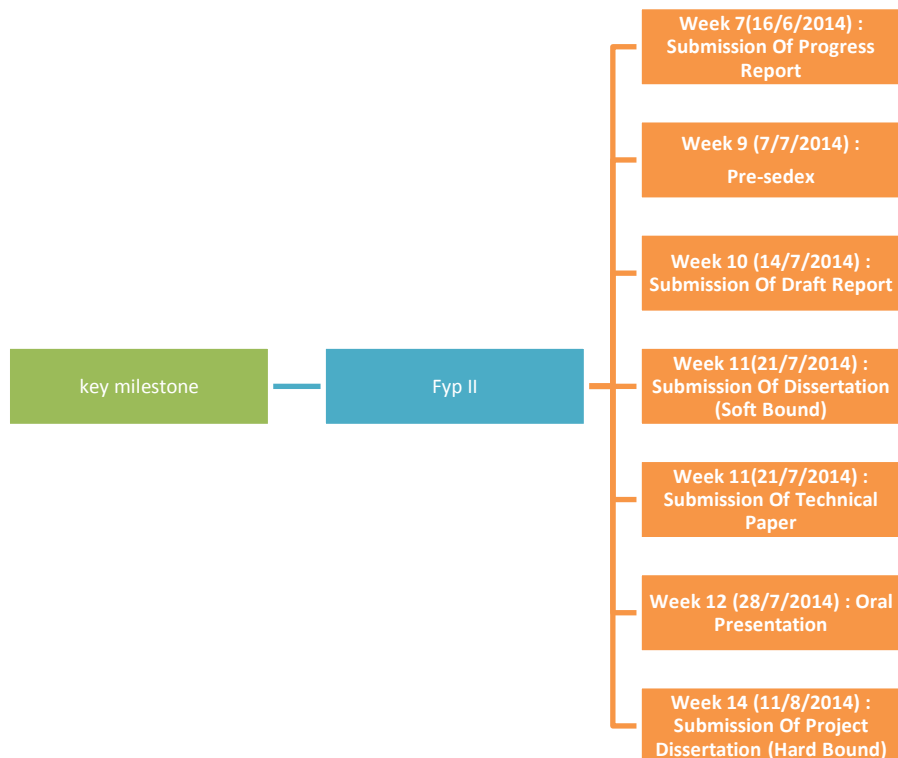 key milestone
Fyp II
Week 7(16/6/2014) :
Submission Of Progress
Report
Week 9 (7/7/2014) :
Pre-sedex
Week 10 (14/7/2014) :
Submission Of Draft Report
Week 11(21/7/2014) :
Submission Of Dissertation
(Soft Bound)
Week 11(21/7/2014) :
Submission Of Technical
Paper
Week 12 (28/7/2014) : Oral
Presentation
Week 14 (11/8/2014) :
Submission Of Project
Dissertation (Hard Bound)